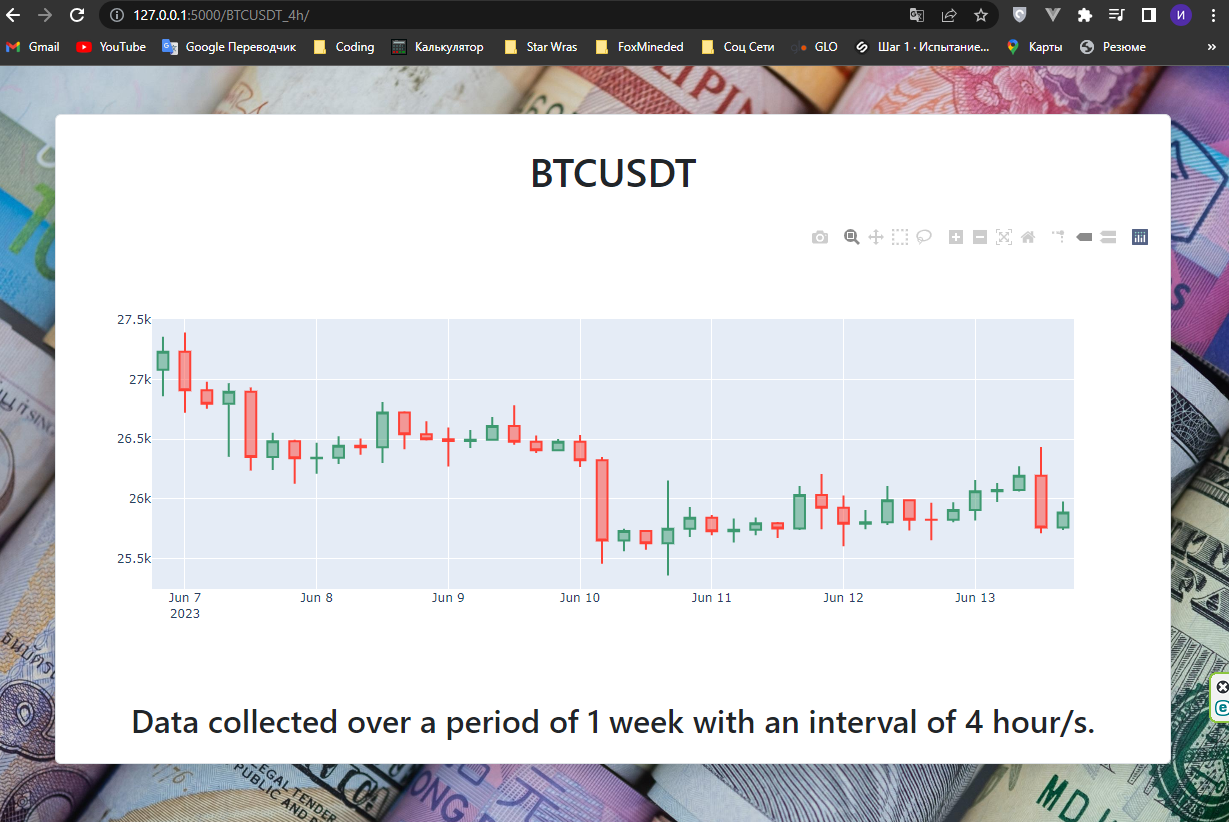 127.0.0.1:5000/BTCUSDT_4h/
И
Gmail YouTube Google Переводчик Coding Калькулятор Star Wras FoxMineded Соц Сети GLO Шаг 1 · Испытание... Карты Резюме »
BTCUSDT
27.5k
27k
26.5k
26k
25.5k
Jun 7 Jun 8 Jun 9 Jun 10 Jun 11 Jun 12 Jun 13
2023
Data collected over a period of 1 week with an interval of 4 hour/s.
LEGAL TENDER